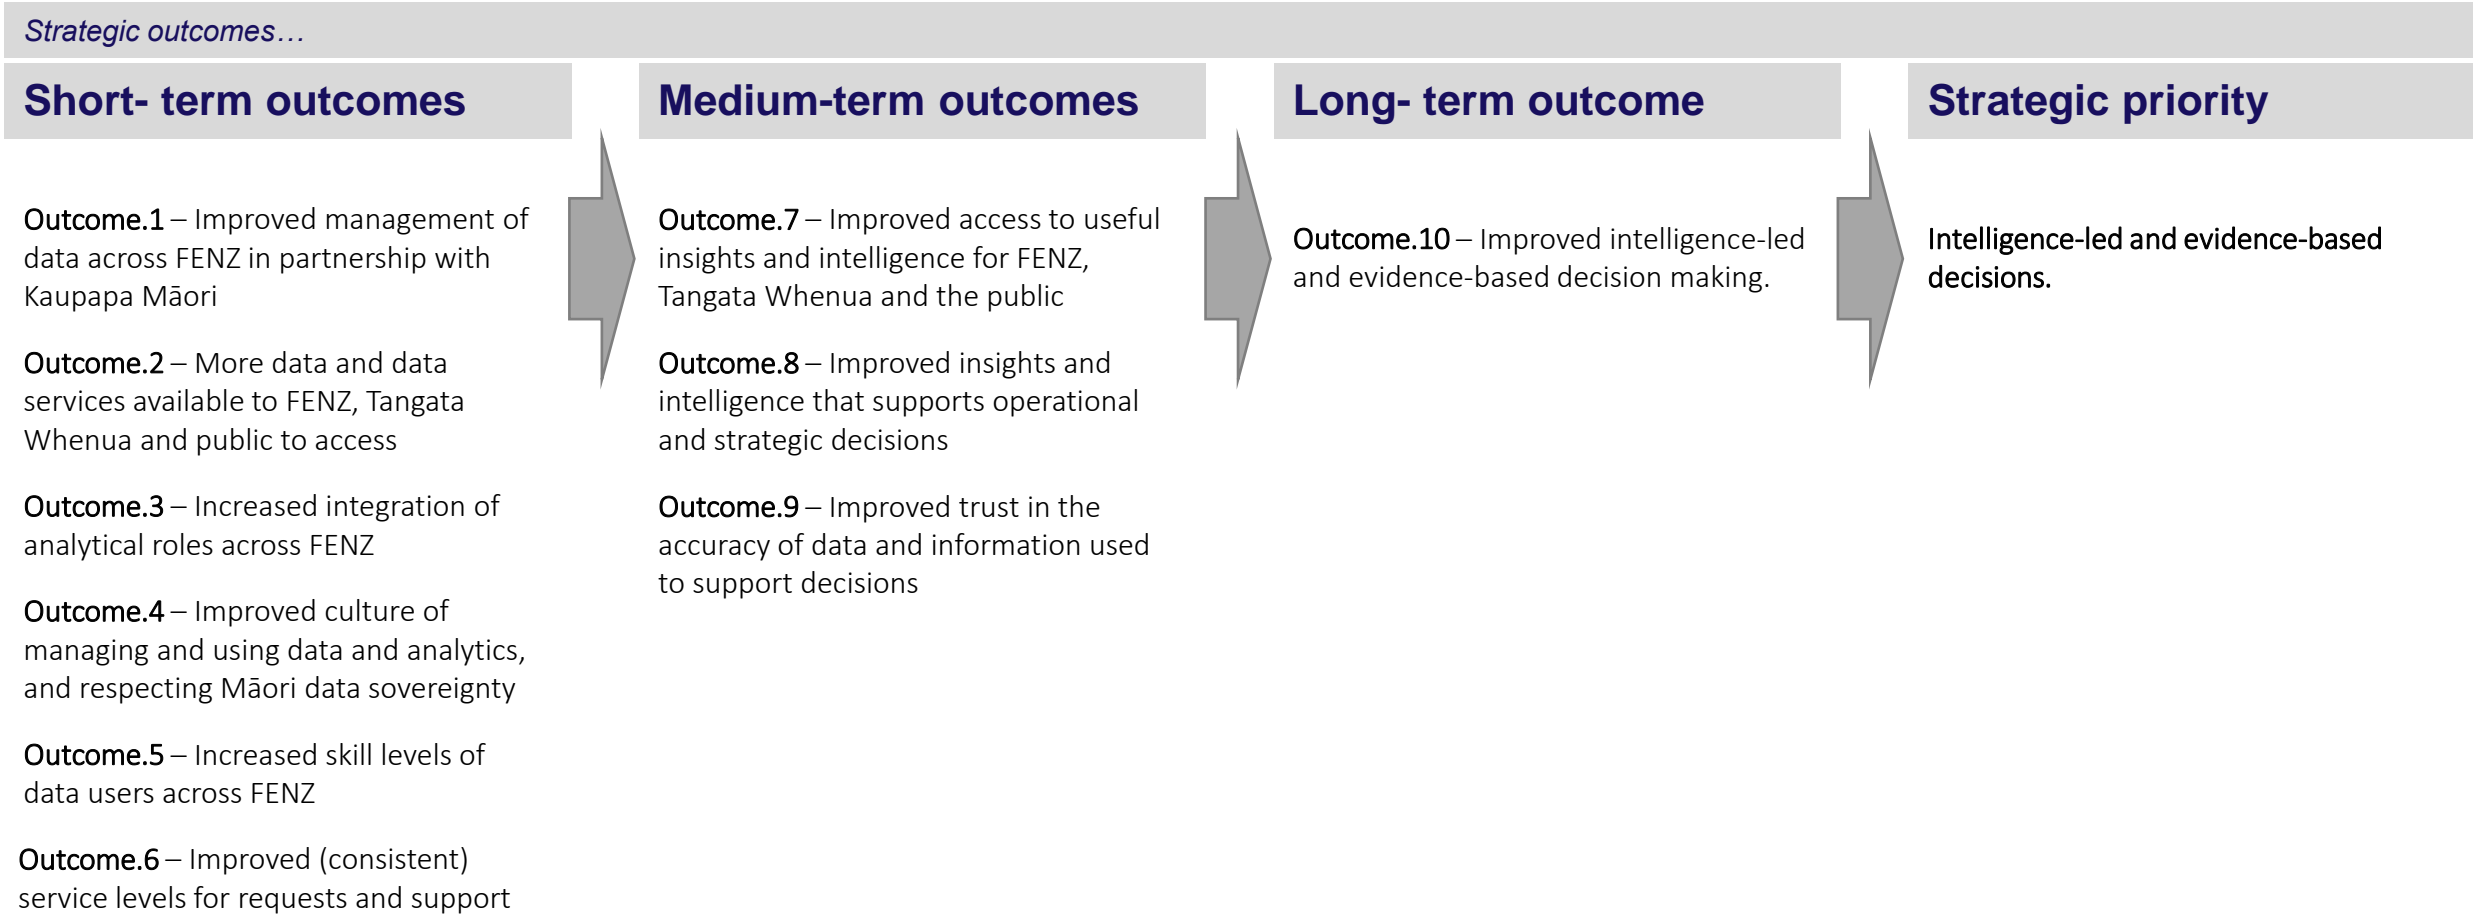 Strategic outcomes…
Short- term outcomes
Outcome.1 – Improved management of
data across FENZ in partnership with
Kaupapa Māori
Outcome.2 – More data and data
services available to FENZ, Tangata
Whenua and public to access
Outcome.3 – Increased integration of
analytical roles across FENZ
Outcome.4 – Improved culture of
managing and using data and analytics,
and respecting Māori data sovereignty
Outcome.5 – Increased skill levels of
data users across FENZ
Outcome.6 – Improved (consistent)
service levels for requests and support
Medium-term outcomes
Outcome.7 – Improved access to useful
insights and intelligence for FENZ,
Tangata Whenua and the public
Outcome.8 – Improved insights and
intelligence that supports operational
and strategic decisions
Outcome.9 – Improved trust in the
accuracy of data and information used
to support decisions
Long- term outcome
Outcome.10 – Improved intelligence-led
and evidence-based decision making.
Strategic priority
Intelligence-led and evidence-based
decisions.